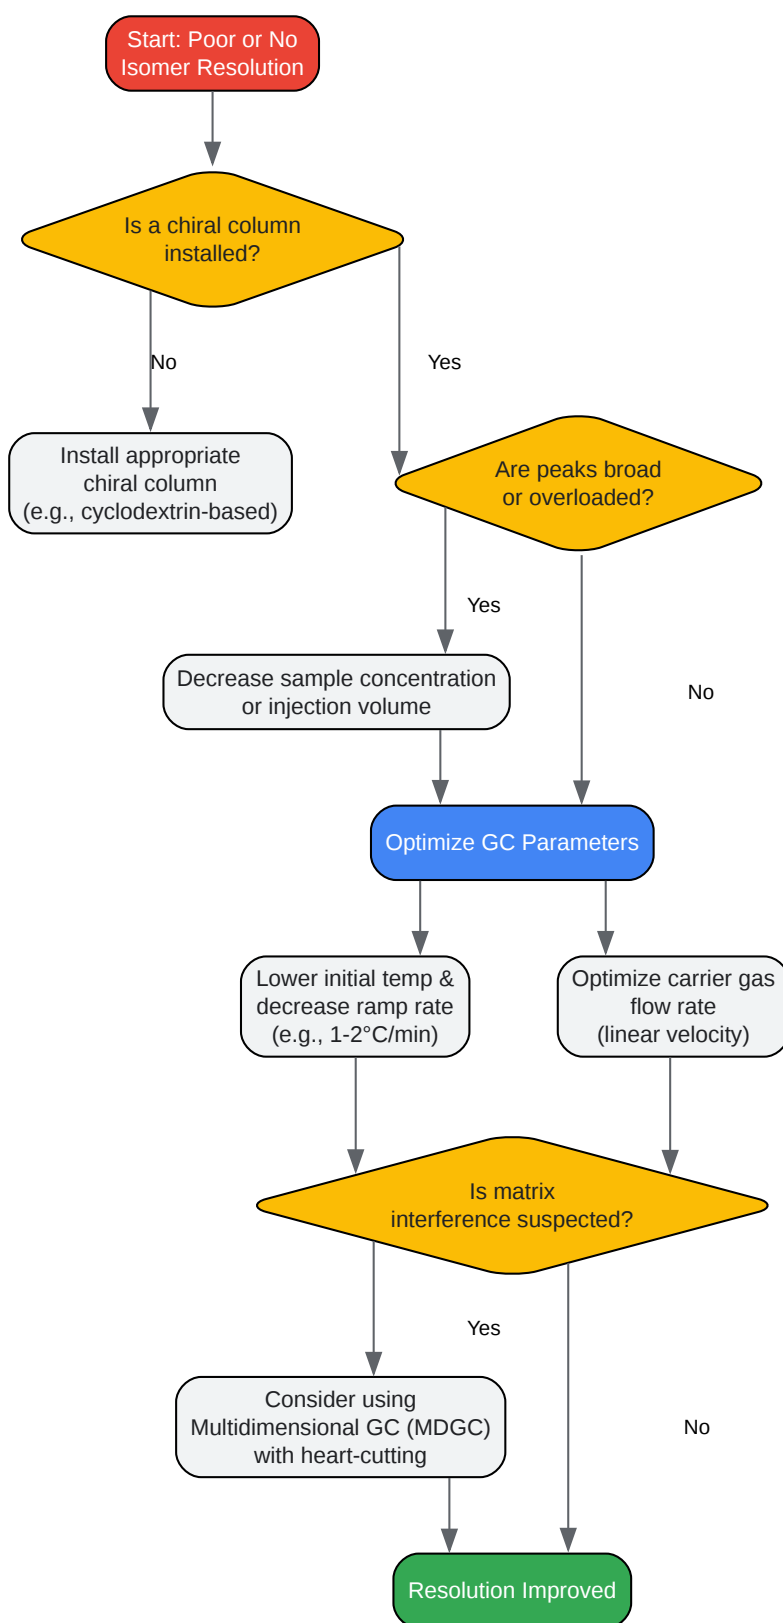 Start: Poor or No
Isomer Resolution
Is a chiral column
installed?
No
Yes
Install appropriate
chiral column
(e.g., cyclodextrin-based)
Are peaks broad
or overloaded?
Yes
Decrease sample concentration
or injection volume
No
Optimize GC Parameters
Lower initial temp &
decrease ramp rate
(e.g., 1-2°C/min)
Optimize carrier gas
flow rate
(linear velocity)
Is matrix
interference suspected?
Yes
Consider using
Multidimensional GC (MDGC)
with heart-cutting
No
Resolution Improved